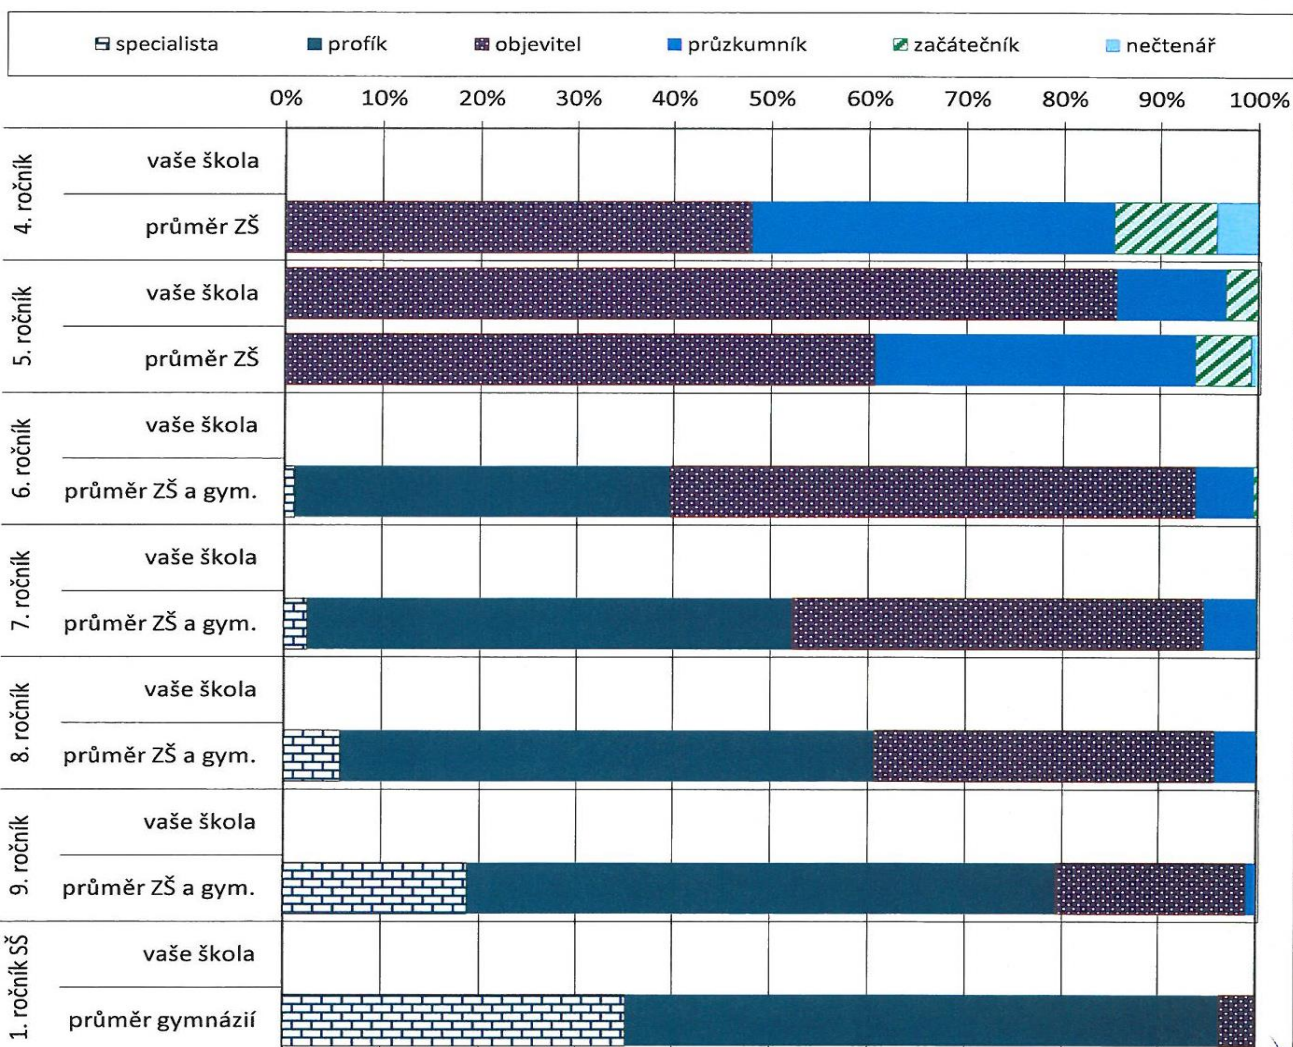 specialista profík objevitel průzkumník začátečník nečtenář
0% 10% 20% 30% 40% 50% 60% 70% 80% 90% 100%
4. ročník
vaše škola
průměr ZŠ
5. ročník
vaše škola
průměr ZŠ
6. ročník
vaše škola
průměr ZŠ a gym.
7. ročník
vaše škola
průměr ZŠ a gym.
8. ročník
vaše škola
průměr ZŠ a gym.
9. ročník
vaše škola
průměr ZŠ a gym.
1. ročník SŠ
vaše škola
průměr gymnázií